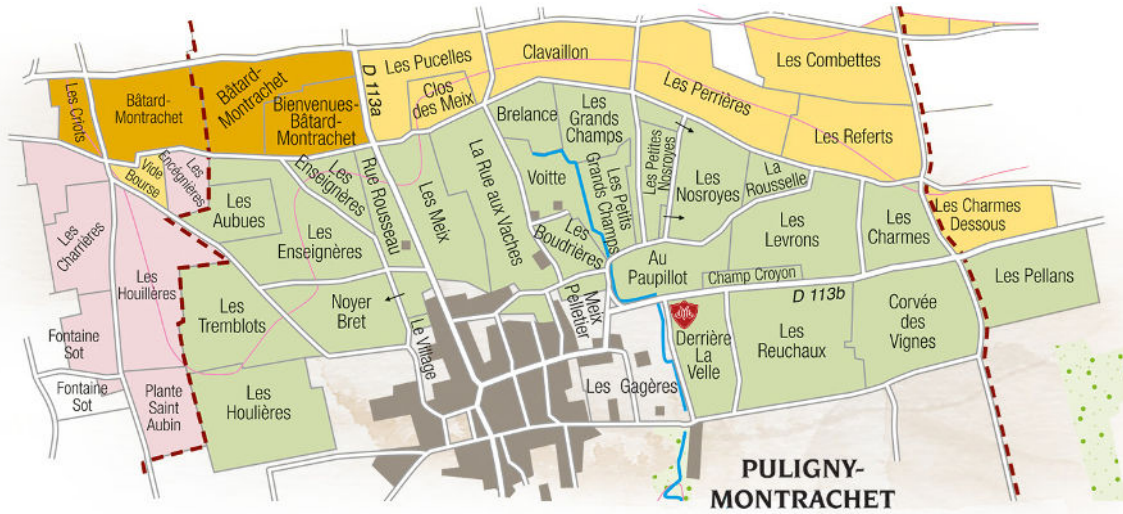 Les Criots
Bâtard-
Montrachet
Bâtard-
Montrachet
Bienvenues-
Bâtard-
Montrachet
D 113a
Les Pucelles
Clos
des Meix
Clavaillon
Les Perrières
Les Combettes
Les Referts
Vide
Bourse
Les
Encégnières
Les
Aubues
Les
Enseignères
Les
Enseignères
Rue Rousseau
Les Meix
La Rue aux Vaches
Brelance
Les
Grands
Champs
Voitte
Les
Boudrières
Les Petits
Grands Champs
Les Petites
Nosroyes
Les
Nosroyes
La
Rousselle
Les
Levrons
Les
Charmes
Les Charmes
Dessous
Les Pellans
Les
Charrières
Les
Houillères
Les
Tremblots
Noyer
Bret
Le Village
Meix
Pelletier
Au
Paupillot
Champ Croyon
D 113b
Derrière
La
Velle
Les
Reuchaux
Corvée
des
Vignes
Fontaine
Sot
Fontaine
Sot
Plante
Saint
Aubin
Les
Houlières
Les Gagères
PULIGNY-
MONTRACHET